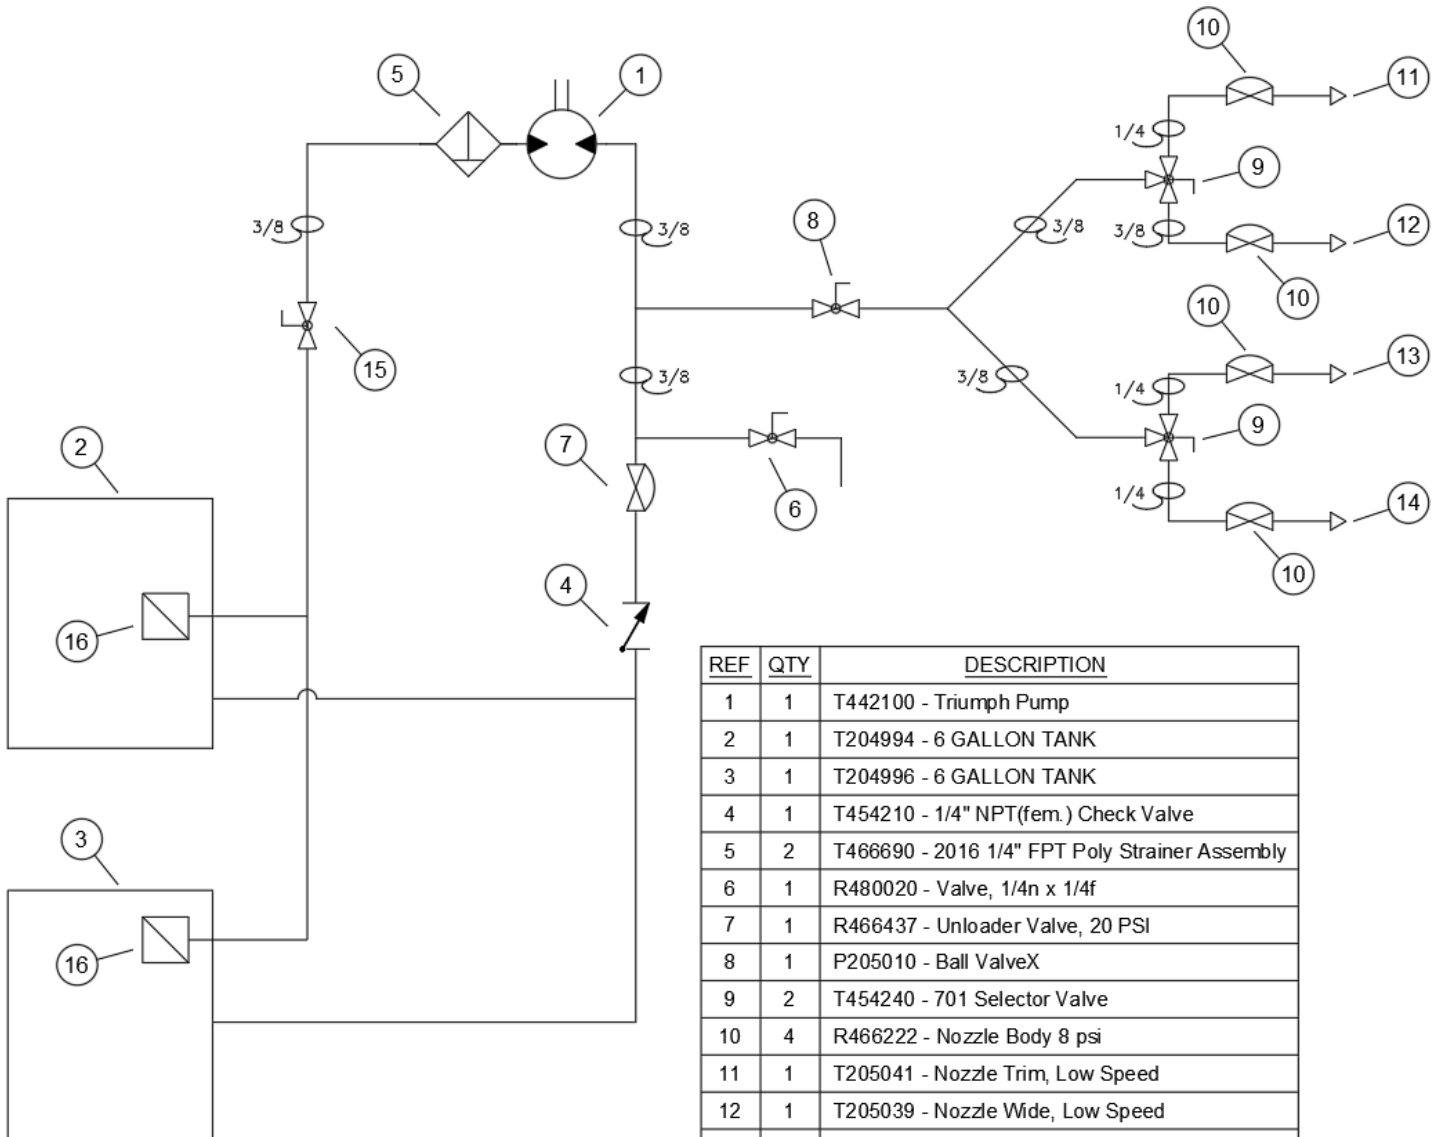 10
11
5
1
1/4
9
3/8
3/8
8
3/8
3/8
12
10
10
15
3/8
3/8
13
1/4
2
7
9
6
1/4
14
4
10
16
3
16
REF QTY DESCRIPTION
1 1 T442100 - Triumph Pump
2 1 T204994 - 6 GALLON TANK
3 1 T204996 - 6 GALLON TANK
4 1 T454210 - 1/4" NPT(fem.) Check Valve
5 2 T466690 - 2016 1/4" FPT Poly Strainer Assembly
6 1 R480020 - Valve, 1/4n x 1/4f
7 1 R466437 - Unloader Valve, 20 PSI
8 1 P205010 - Ball ValveX
9 2 T454240 - 701 Selector Valve
10 4 R466222 - Nozzle Body 8 psi
11 1 T205041 - Nozzle Trim, Low Speed
12 1 T205039 - Nozzle Wide, Low Speed